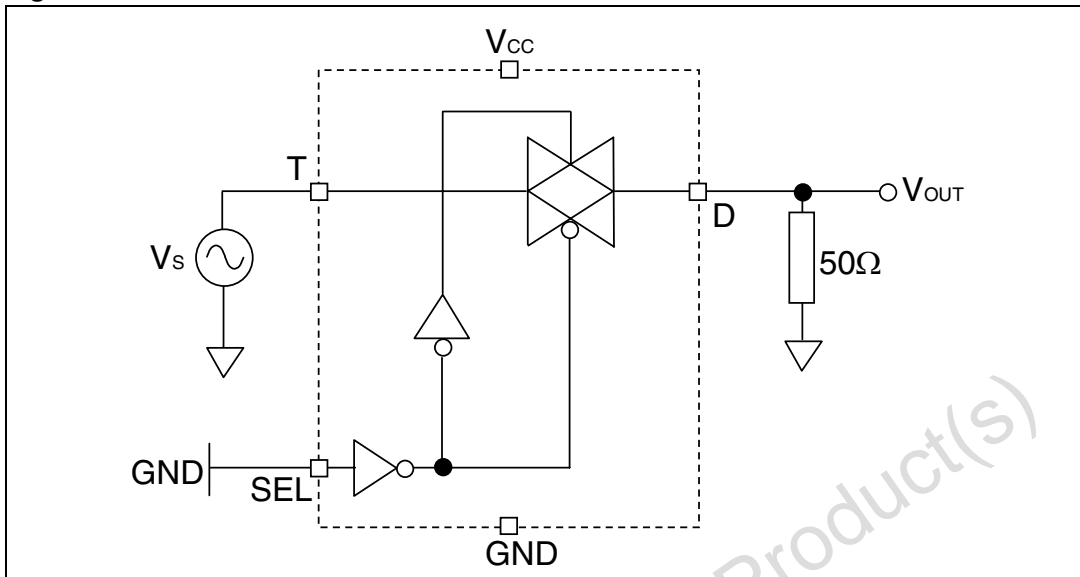 VCC
T
D
VOUT
VS
50Ω
GND
SEL
GND
Product(s)